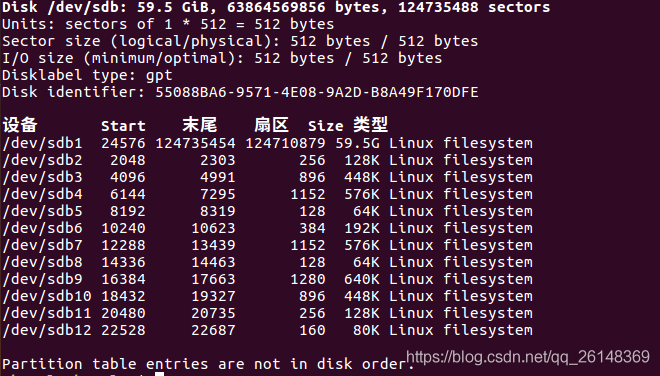 Disk /dev/sdb: 59.5 GiB, 63864569856 bytes, 124735488 sectors
Units: sectors of 1 * 512 = 512 bytes
Sector size (logical/physical): 512 bytes / 512 bytes
I/O size (minimum/optimal): 512 bytes / 512 bytes
Disklabel type: gpt
Disk identifier: 55088BA6-9571-4E08-9A2D-B8A49F170DFE
设备 Start 末尾 扇区 Size 类型
/dev/sdb1 24576 124735454 124710879 59.5G Linux filesystem
/dev/sdb2 2048 2303 256 128K Linux filesystem
/dev/sdb3 4096 4991 896 448K Linux filesystem
/dev/sdb4 6144 7295 1152 576K Linux filesystem
/dev/sdb5 8192 8319 128 64K Linux filesystem
/dev/sdb6 10240 10623 384 192K Linux filesystem
/dev/sdb7 12288 13439 1152 576K Linux filesystem
/dev/sdb8 14336 14463 128 64K Linux filesystem
/dev/sdb9 16384 17663 1280 640K Linux filesystem
/dev/sdb10 18432 19327 896 448K Linux filesystem
/dev/sdb11 20480 20735 256 128K Linux filesystem
/dev/sdb12 22528 22687 160 80K Linux filesystem
Partition table entries are not in disk order.
https://blog.csdn.net/qq_26148369